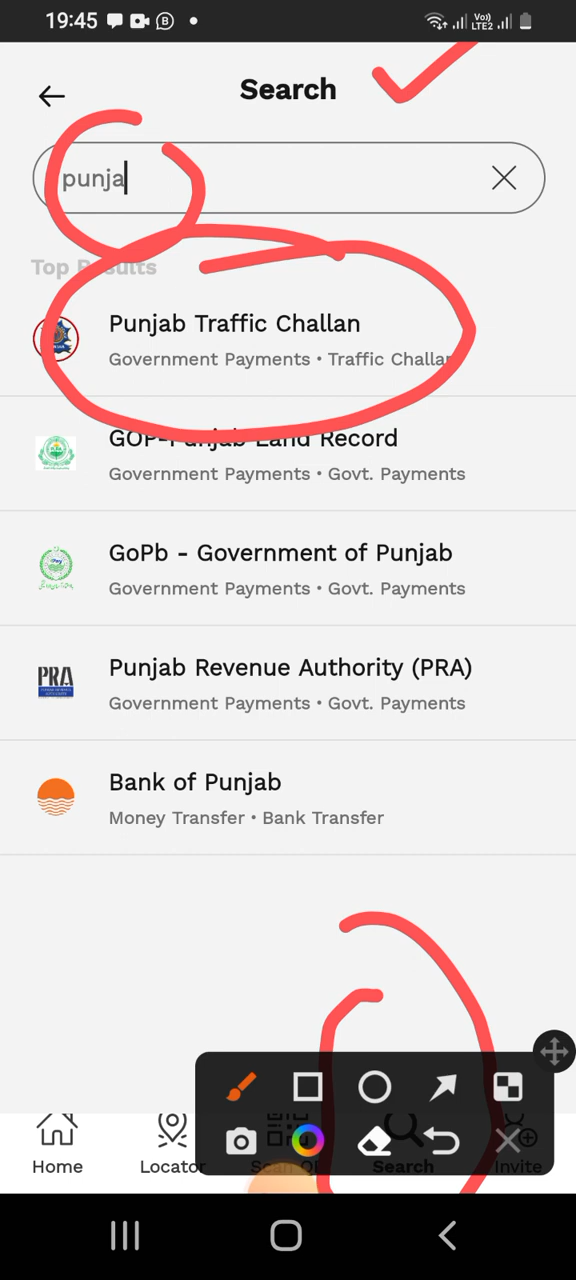 19:45
Vo))
LTE2
Search
punja
Top Results
Punjab Traffic Challan
Government Payments • Traffic Challan
GOP-Punjab Land Record
Government Payments • Govt. Payments
GoPb - Government of Punjab
Government Payments • Govt. Payments
PRA
Punjab Revenue Authority (PRA)
Government Payments • Govt. Payments
Bank of Punjab
Money Transfer • Bank Transfer
Home
Locator
Scan QR
Search
Invite